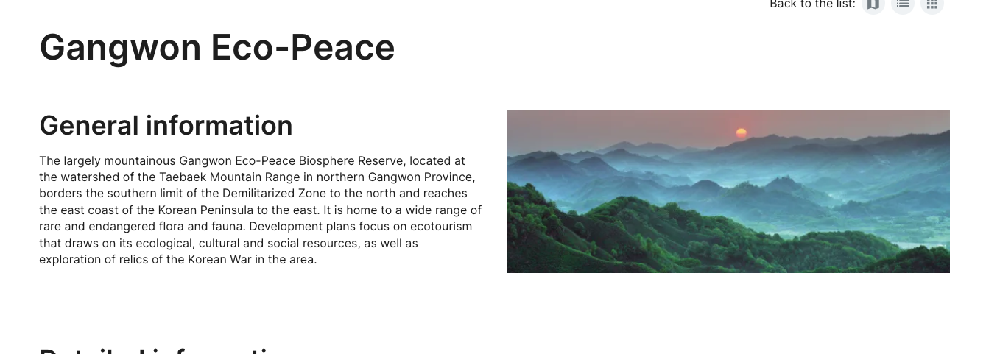 Back to the list:
Gangwon Eco-Peace
General information
The largely mountainous Gangwon Eco-Peace Biosphere Reserve, located at
the watershed of the Taebaek Mountain Range in northern Gangwon Province,
borders the southern limit of the Demilitarized Zone to the north and reaches
the east coast of the Korean Peninsula to the east. It is home to a wide range of
rare and endangered flora and fauna. Development plans focus on ecotourism
that draws on its ecological, cultural and social resources, as well as
exploration of relics of the Korean War in the area.